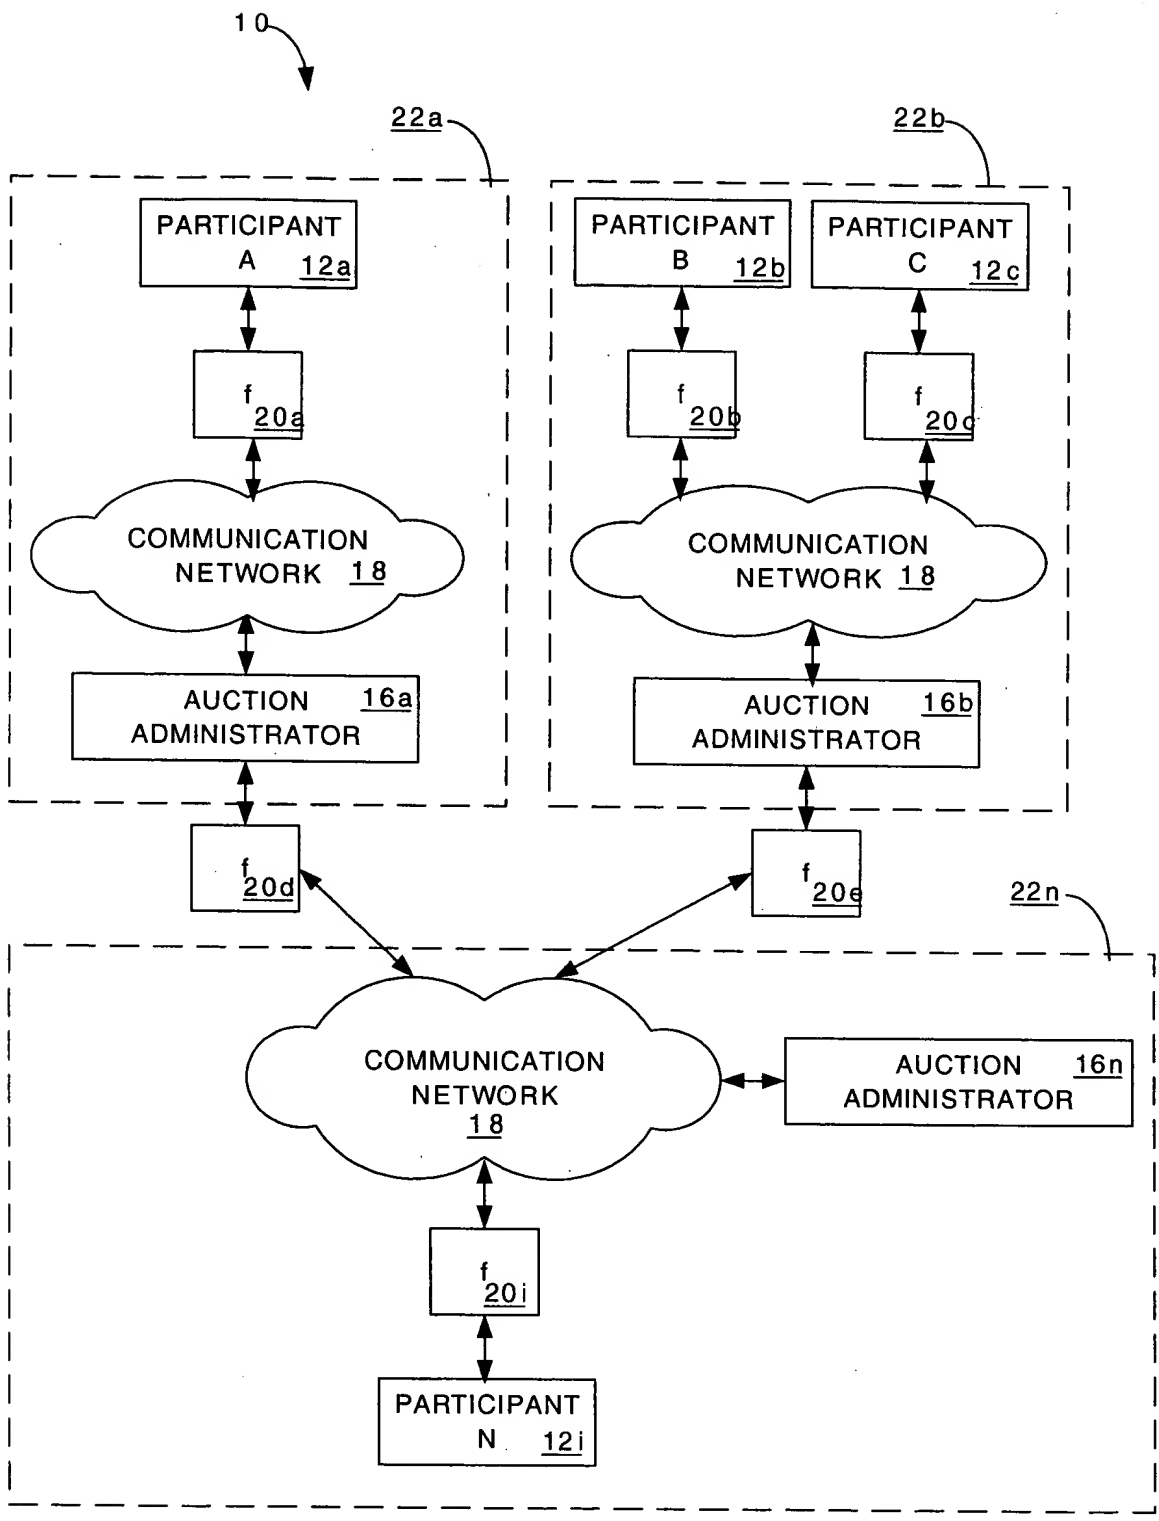 10
22a
22b
PARTICIPANT
A 12a
PARTICIPANT
B 12b
PARTICIPANT
C 12c
f
20a
f
20b
f
20c
COMMUNICATION
NETWORK 18
COMMUNICATION
NETWORK 18
AUCTION 16a
ADMINISTRATOR
AUCTION 16b
ADMINISTRATOR
f
20d
f
20e
22n
COMMUNICATION
NETWORK
18
AUCTION 16n
ADMINISTRATOR
f
20i
PARTICIPANT
N 12i